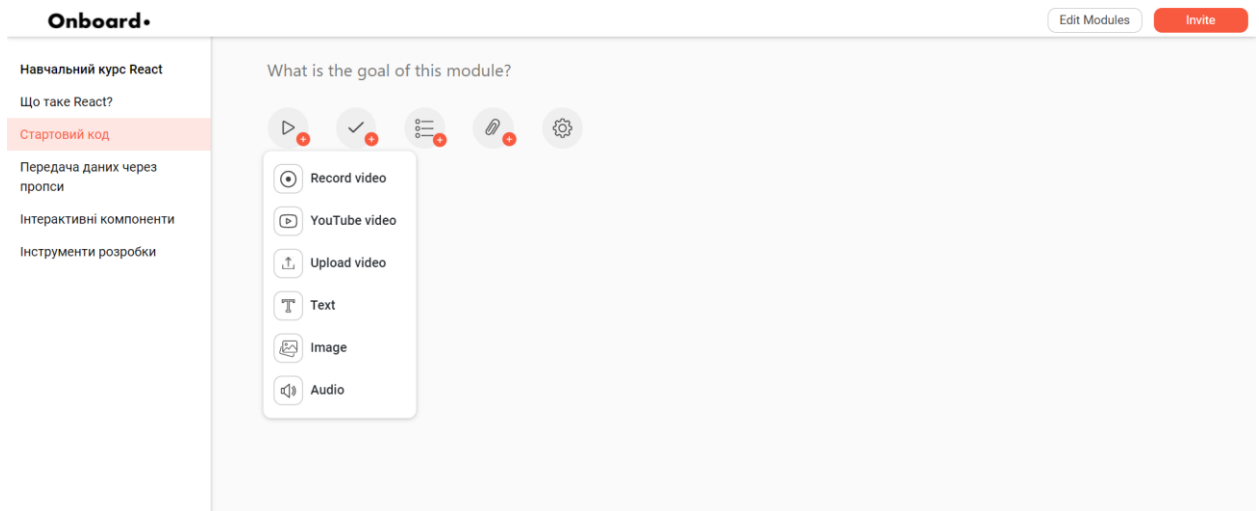 Onboard•
Edit Modules
Invite
Навчальний курс React
Що таке React?
Стартовий код
Передача даних через
пропси
Інтерактивні компоненти
Інструменти розробки
What is the goal of this module?
Record video
YouTube video
Upload video
Text
Image
Audio